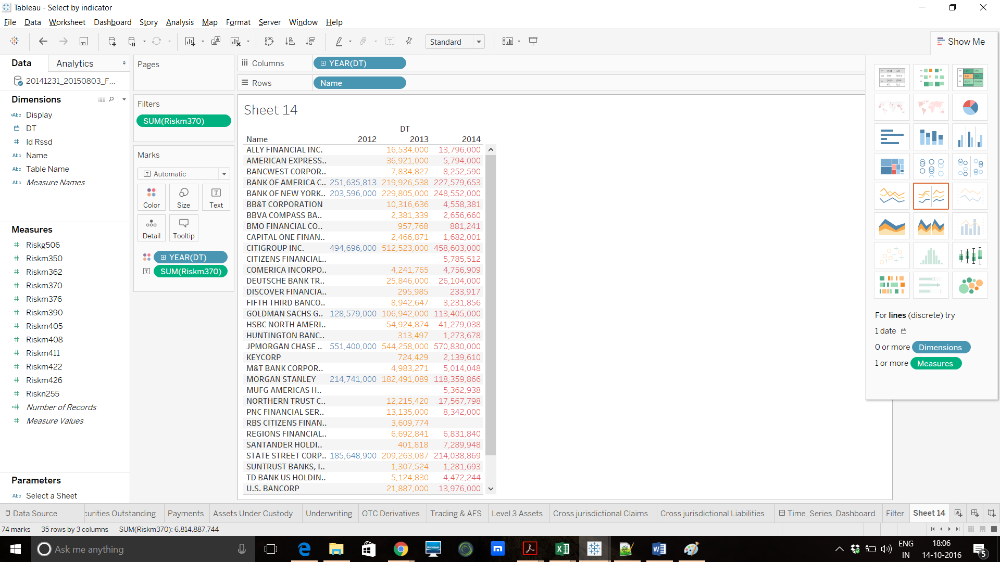 Tableau - Select by indicator
File Data Worksheet Dashboard Story Analysis Map Format Server Window Help
Standard
Show Me
Data Analytics
20141231_20150803_F...
Dimensions
Abc Display
DT
Id Rssd
Abc Name
Abc Table Name
Abc Measure Names
Measures
Riskg506
Riskm350
Riskm362
Riskm370
Riskm376
Riskm390
Riskm405
Riskm408
Riskm411
Riskm422
Riskm426
Riskn255
Number of Records
Measure Values
Parameters
Abc Select a Sheet
Pages
Filters
SUM(Riskm370)
Marks
Automatic
Color Size Text
Detail Tooltip
YEAR(DT)
SUM(Riskm370)
Columns YEAR(DT)
Rows Name
Sheet 14
DT
Name 2012 2013 2014
ALLY FINANCIAL INC. 16,534,000 13,796,000
AMERICAN EXPRESS.. 36,921,000 5,794,000
BANCWEST CORPOR.. 7,834,827 8,252,590
BANK OF AMERICA C.. 251,635,813 219,926,538 227,579,653
BANK OF NEW YORK.. 203,596,000 229,805,000 248,552,000
BB&T CORPORATION 10,316,636 4,558,381
BBVA COMPASS BA.. 2,381,339 2,656,660
BMO FINANCIAL CO.. 957,768 881,241
CAPITAL ONE FINAN.. 2,466,871 1,682,001
CITIGROUP INC. 494,696,000 512,523,000 458,603,000
CITIZENS FINANCIAL.. 5,785,512
COMERICA INCORPO.. 4,241,765 4,756,909
DEUTSCHE BANK TR.. 25,846,000 26,104,000
DISCOVER FINANCIA.. 295,985 233,917
FIFTH THIRD BANCO.. 8,942,647 3,231,856
GOLDMAN SACHS G.. 128,579,000 106,942,000 113,405,000
HSBC NORTH AMERI.. 54,924,874 41,279,038
HUNTINGTON BANC.. 313,497 1,273,678
JPMORGAN CHASE .. 551,400,000 544,258,000 570,830,000
KEYCORP 724,429 2,139,610
M&T BANK CORPOR.. 4,983,271 5,014,048
MORGAN STANLEY 214,741,000 182,491,089 118,359,866
MUFG AMERICAS H.. 5,362,938
NORTHERN TRUST C.. 12,215,420 17,567,798
PNC FINANCIAL SER.. 13,135,000 8,342,000
RBS CITIZENS FINAN.. 3,609,774
REGIONS FINANCIAL.. 6,692,841 6,831,840
SANTANDER HOLDI.. 401,818 7,289,948
STATE STREET CORP.. 185,648,900 209,263,087 214,038,869
SUNTRUST BANKS, I.. 1,307,524 1,281,693
TD BANK US HOLDIN.. 5,124,830 4,472,244
U.S. BANCORP 21,887,000 13,976,000
For lines (discrete) try
1 date
0 or more Dimensions
1 or more Measures
Data Source curities Outstanding Payments Assets Under Custody Underwriting OTC Derivatives Trading & AFS Level 3 Assets Cross jurisdictional Claims Cross jurisdictional Liabilities Time_Series_Dashboard Filter Sheet 14
74 marks 35 rows by 3 columns SUM(Riskm370): 6,814,887,744
Ask me anything
ENG 18:06
IN 14-10-2016
5